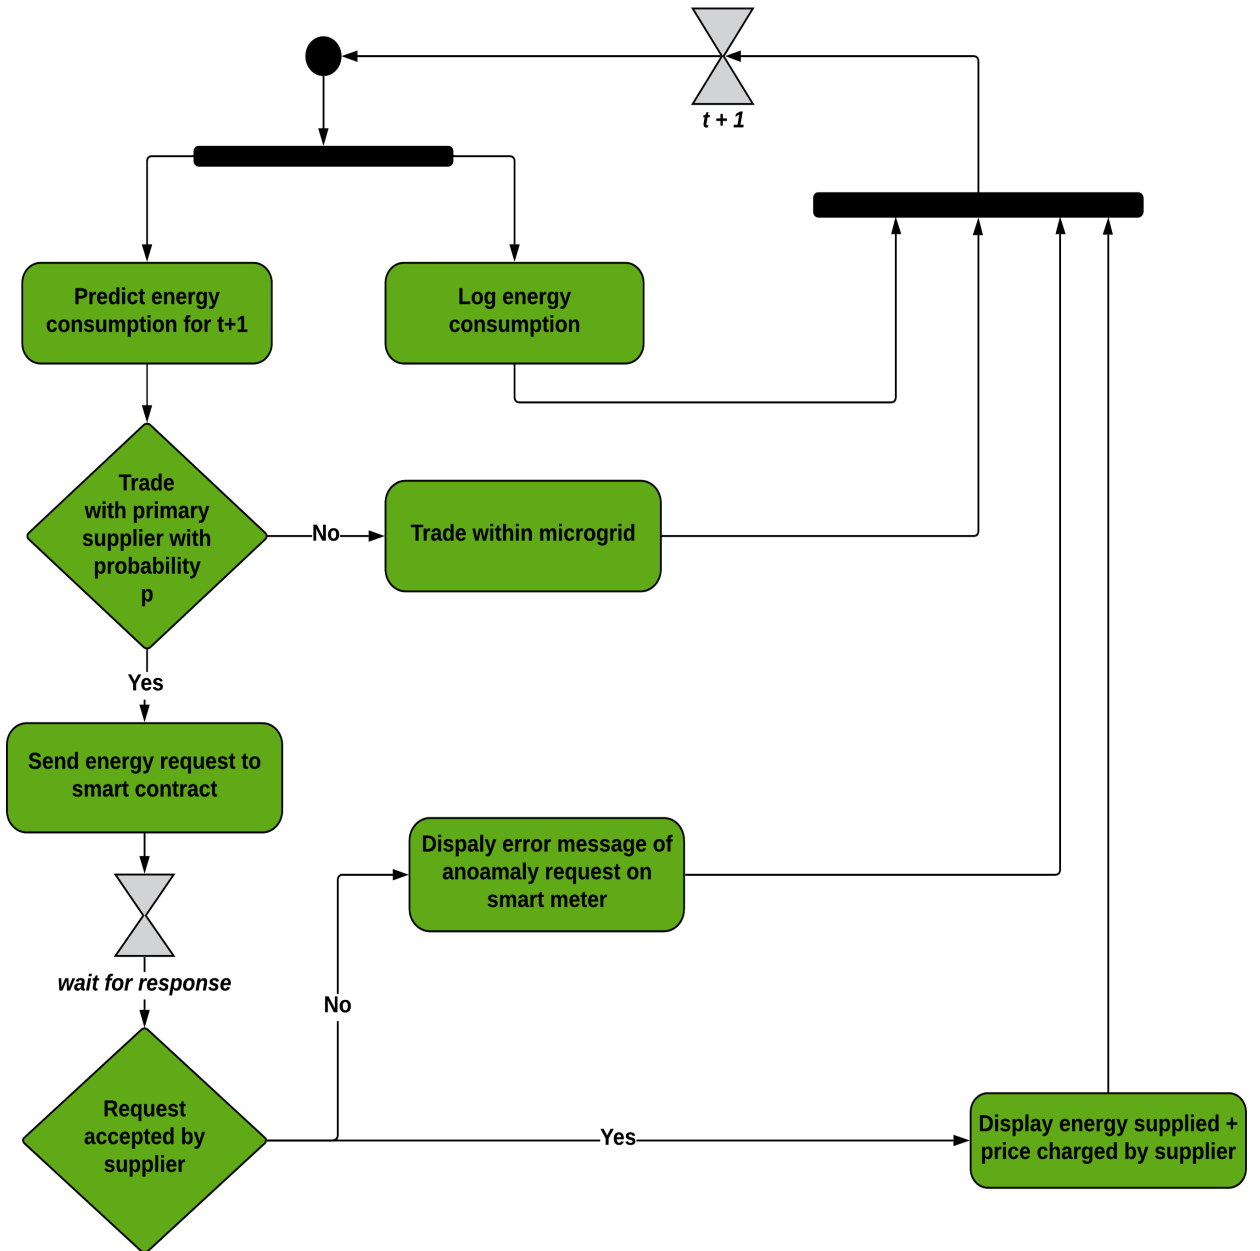 t + 1
Predict energy
consumption for t+1
Log energy
consumption
Trade
with primary
supplier with
probability
p
No
Trade within microgrid
Yes
Send energy request to
smart contract
Dispaly error message of
anoamaly request on
smart meter
wait for response
No
Request
accepted by
supplier
Yes
Display energy supplied +
price charged by supplier